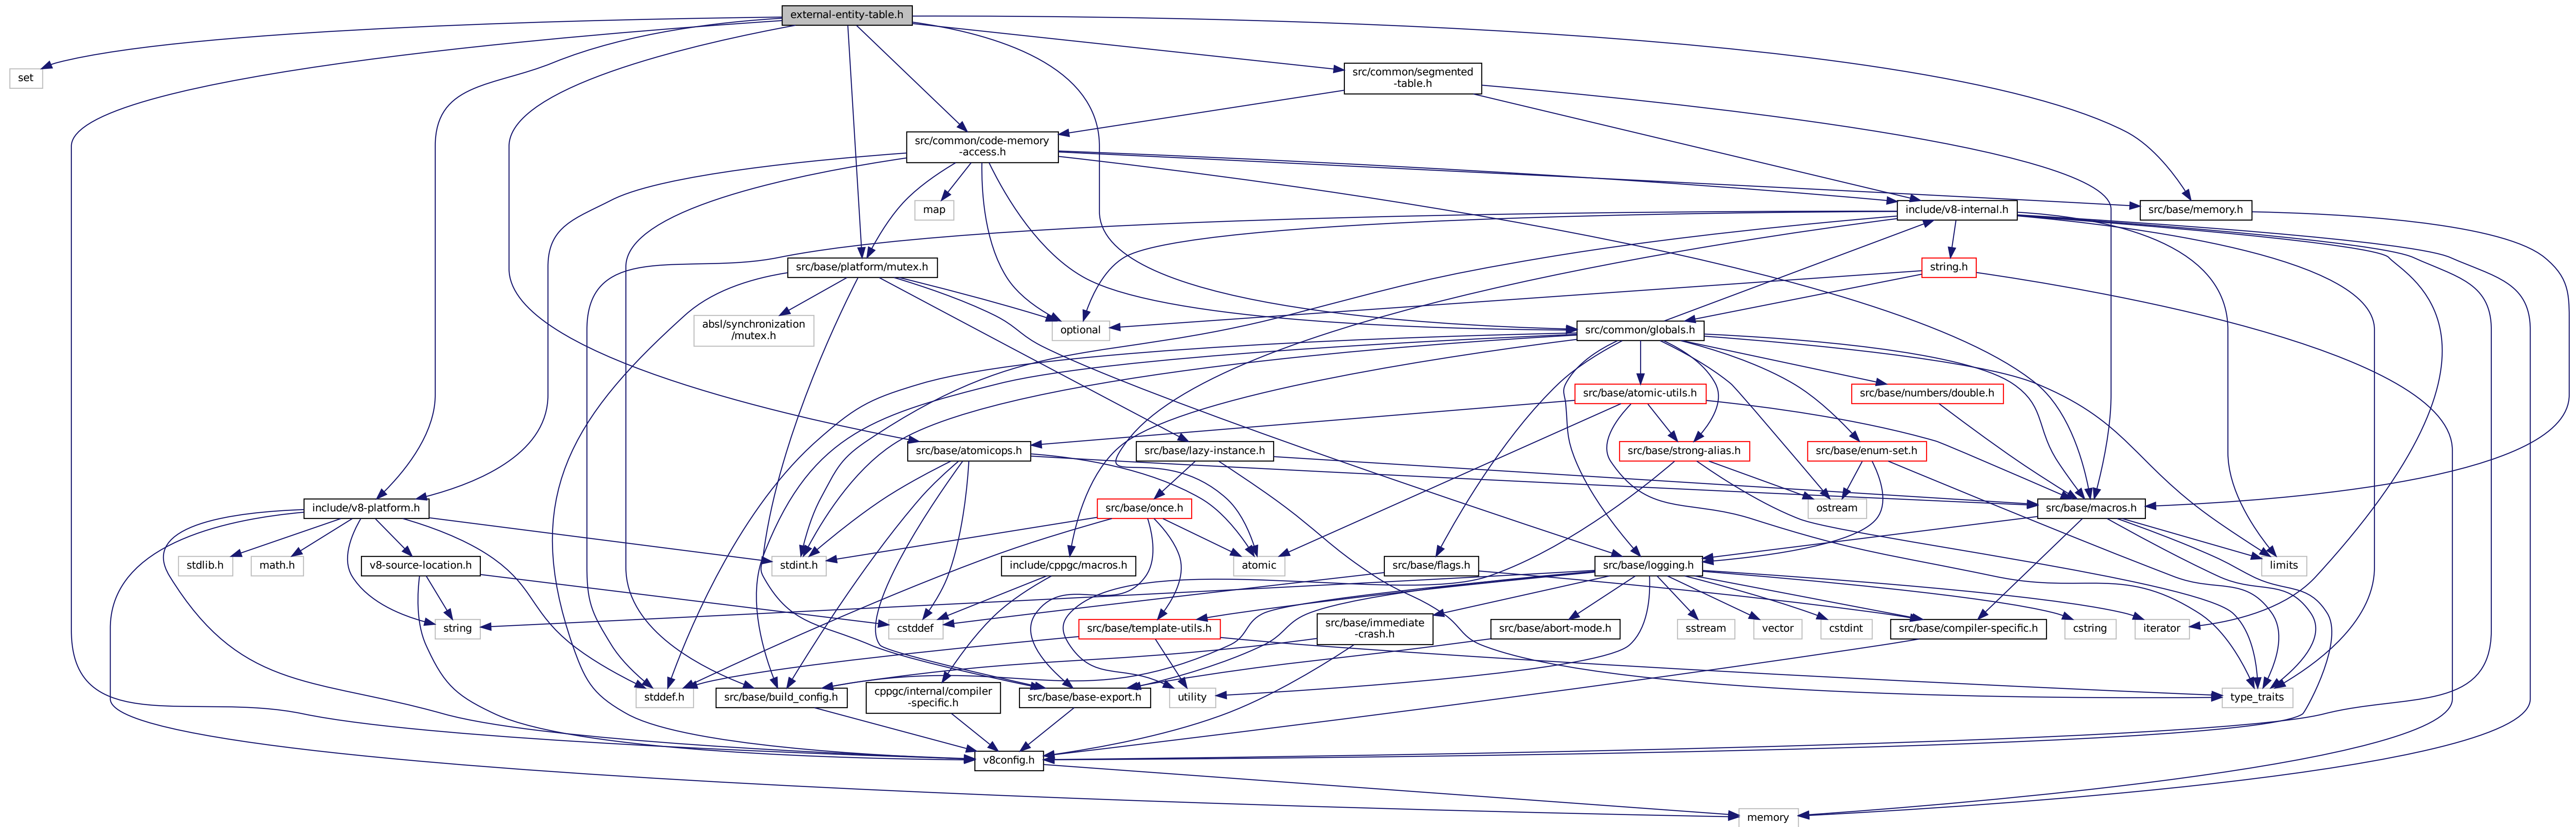 external-entity-table.h
set
src/common/segmented
-table.h
src/common/code-memory
-access.h
map
include/v8-internal.h
src/base/memory.h
src/base/platform/mutex.h
string.h
absl/synchronization
/mutex.h
optional
src/common/globals.h
src/base/atomic-utils.h
src/base/numbers/double.h
src/base/atomicops.h
src/base/lazy-instance.h
src/base/strong-alias.h
src/base/enum-set.h
include/v8-platform.h
src/base/once.h
ostream
src/base/macros.h
stdlib.h
math.h
v8-source-location.h
stdint.h
include/cppgc/macros.h
atomic
src/base/flags.h
src/base/logging.h
limits
string
cstddef
src/base/template-utils.h
src/base/immediate
-crash.h
src/base/abort-mode.h
sstream
vector
cstdint
src/base/compiler-specific.h
cstring
iterator
stddef.h
src/base/build_config.h
cppgc/internal/compiler
-specific.h
src/base/base-export.h
utility
type_traits
v8config.h
memory